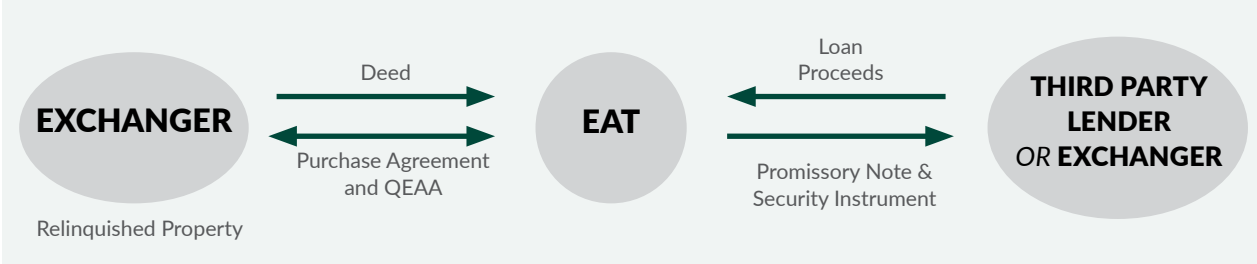 EXCHANGER
Relinquished Property
Deed
Purchase Agreement
and QEAA
EAT
Loan
Proceeds
Promissory Note &
Security Instrument
THIRD PARTY
LENDER
OR EXCHANGER